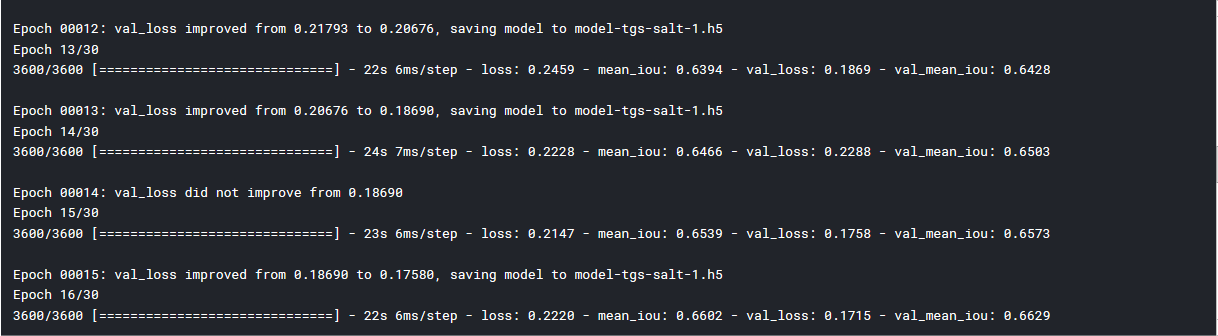 Epoch 00012: val_loss improved from 0.21793 to 0.20676, saving model to model-tgs-salt-1.h5
Epoch 13/30
3600/3600 [==============================] - 22s 6ms/step - loss: 0.2459 - mean_iou: 0.6394 - val_loss: 0.1869 - val_mean_iou: 0.6428
Epoch 00013: val_loss improved from 0.20676 to 0.18690, saving model to model-tgs-salt-1.h5
Epoch 14/30
3600/3600 [==============================] - 24s 7ms/step - loss: 0.2228 - mean_iou: 0.6466 - val_loss: 0.2288 - val_mean_iou: 0.6503
Epoch 00014: val_loss did not improve from 0.18690
Epoch 15/30
3600/3600 [==============================] - 23s 6ms/step - loss: 0.2147 - mean_iou: 0.6539 - val_loss: 0.1758 - val_mean_iou: 0.6573
Epoch 00015: val_loss improved from 0.18690 to 0.17580, saving model to model-tgs-salt-1.h5
Epoch 16/30
3600/3600 [==============================] - 22s 6ms/step - loss: 0.2220 - mean_iou: 0.6602 - val_loss: 0.1715 - val_mean_iou: 0.6629